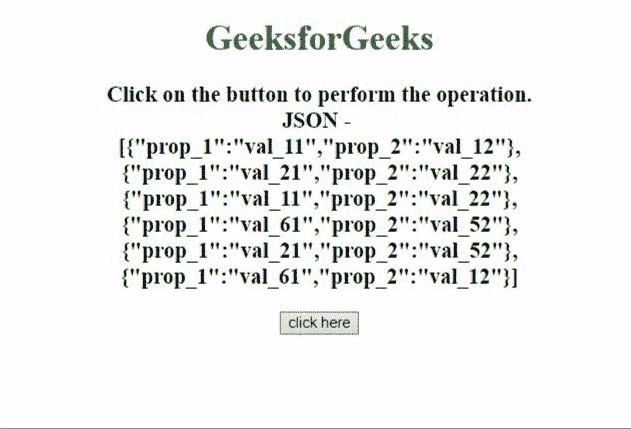 GeeksforGeeks
Click on the button to perform the operation.
JSON -
[{"prop_1":"val_11","prop_2":"val_12"},
{"prop_1":"val_21","prop_2":"val_22"},
{"prop_1":"val_11","prop_2":"val_22"},
{"prop_1":"val_61","prop_2":"val_52"},
{"prop_1":"val_21","prop_2":"val_52"},
{"prop_1":"val_61","prop_2":"val_12"}]
click here